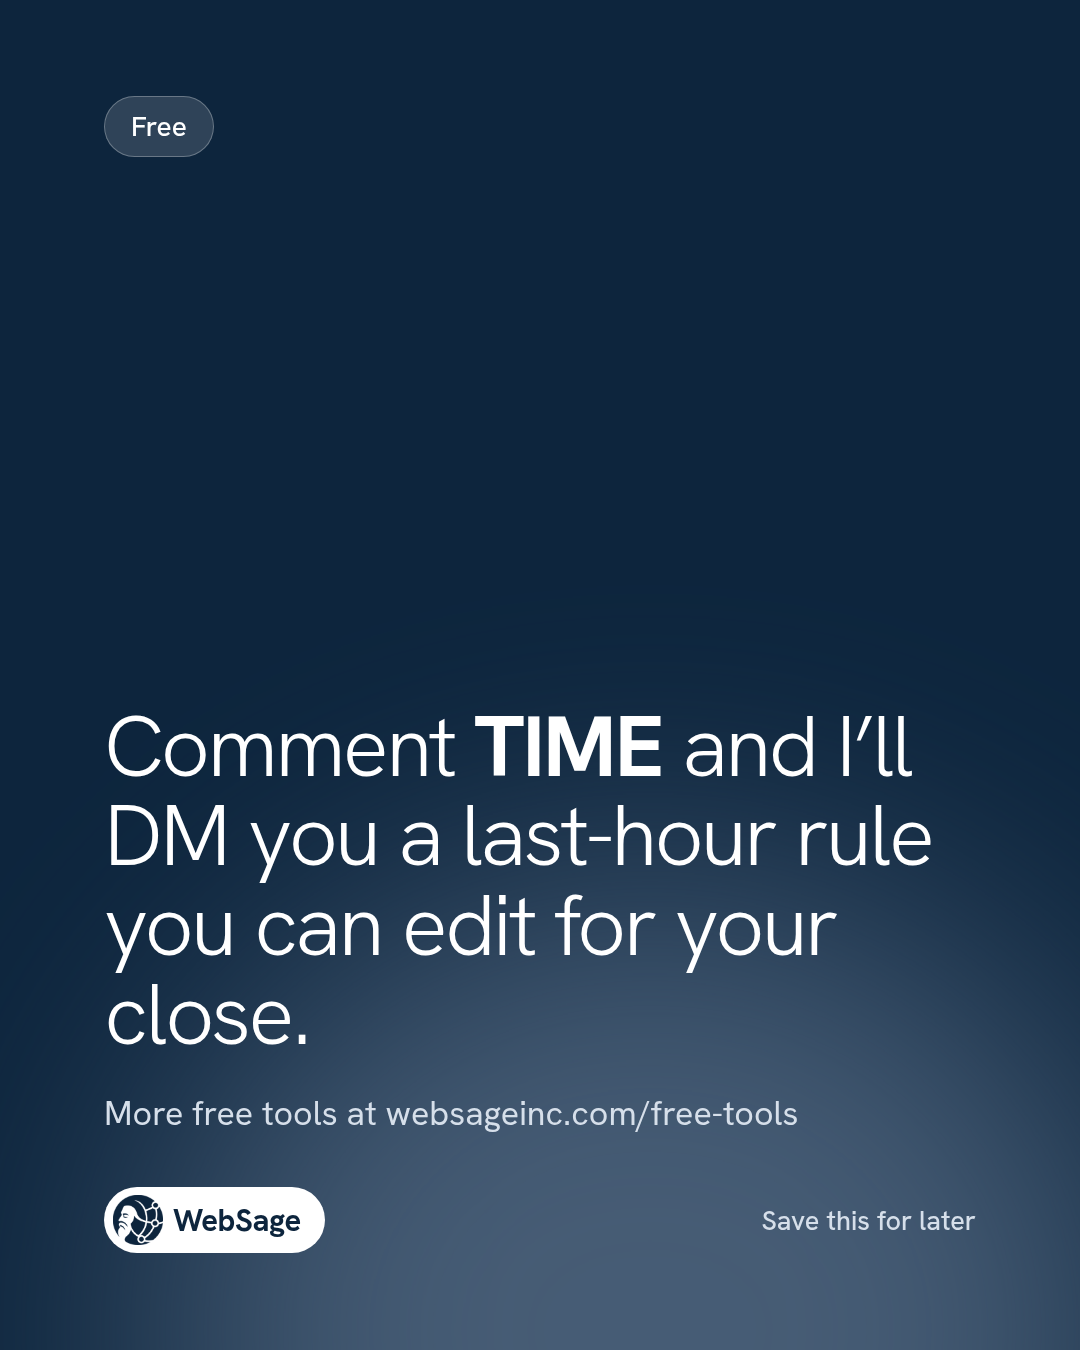 Free
Comment TIME and I’ll
DM you a last-hour rule
you can edit for your
close.
More free tools at websageinc.com/free-tools
WebSage
Save this for later